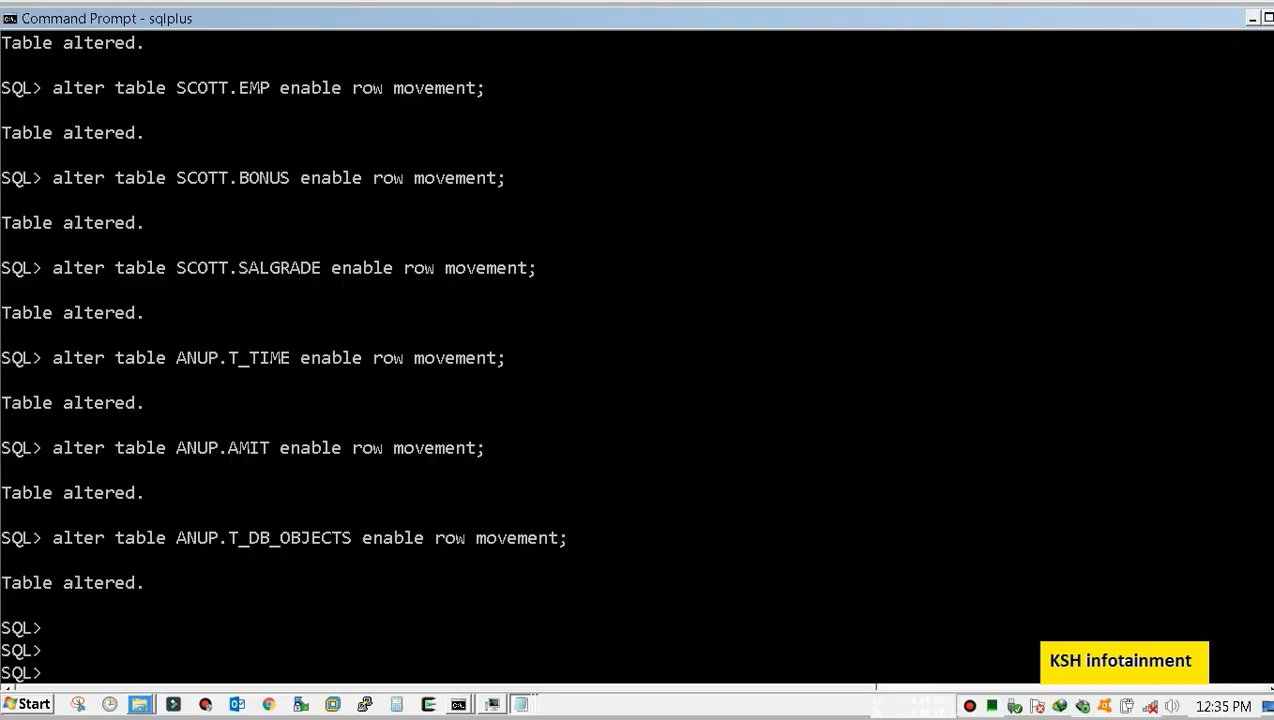 Command Prompt - sqlplus
Table altered.
SQL> alter table SCOTT.EMP enable row movement;
Table altered.
SQL> alter table SCOTT.BONUS enable row movement;
Table altered.
SQL> alter table SCOTT.SALGRADE enable row movement;
Table altered.
SQL> alter table ANUP.T_TIME enable row movement;
Table altered.
SQL> alter table ANUP.AMIT enable row movement;
Table altered.
SQL> alter table ANUP.T_DB_OBJECTS enable row movement;
Table altered.
SQL>
SQL>
SQL>
KSH infotainment
Start
12:35 PM